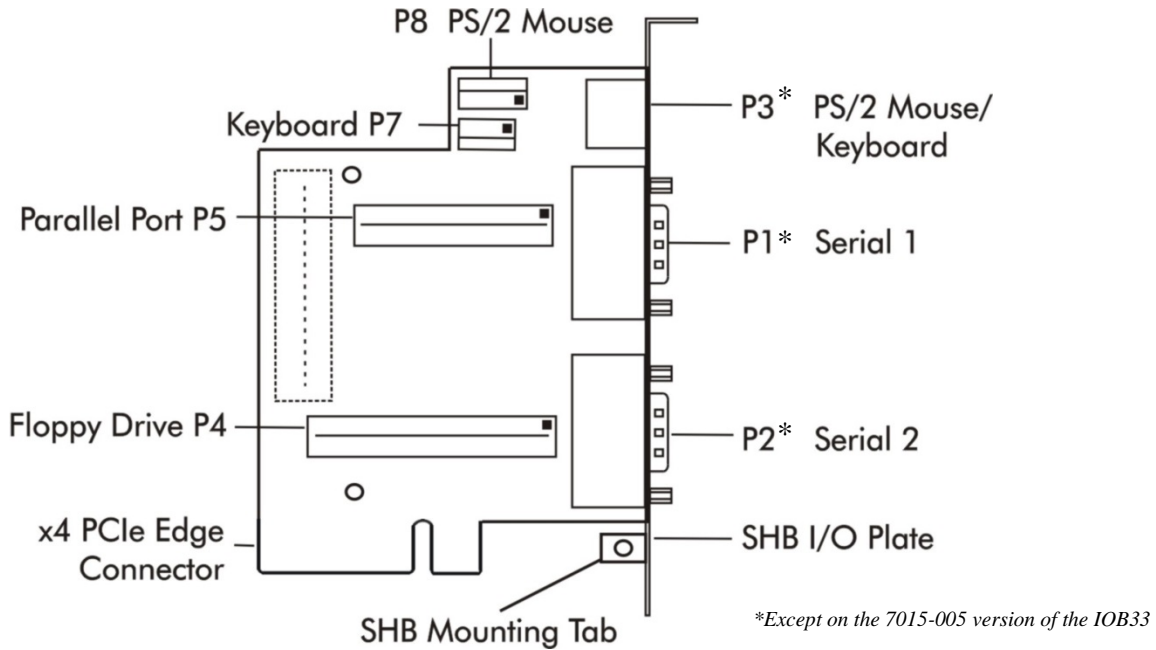 P8 PS/2 Mouse
Keyboard P7
P3* PS/2 Mouse/
Keyboard
Parallel Port P5
P1* Serial 1
Floppy Drive P4
P2* Serial 2
x4 PCIe Edge
Connector
SHB I/O Plate
SHB Mounting Tab
*Except on the 7015-005 version of the IOB33